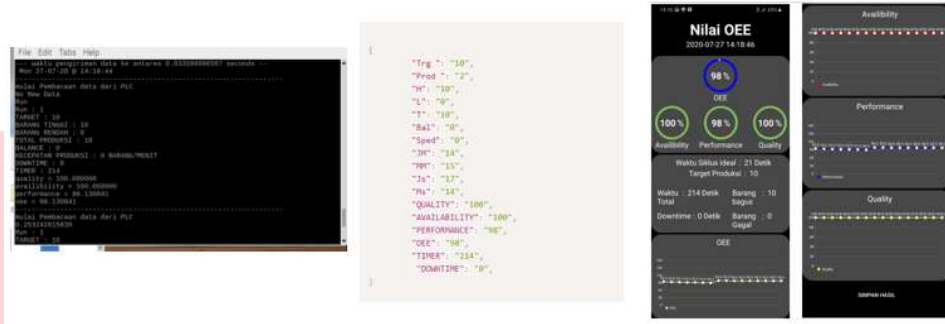 File Edit Tabs Help
--- waktu pengiriman data ke antares
Mon 27-07-20 @ 14:18:44
mulai Pembacaan data dari PLC
No New Data
Run
Run : 1
TARGET : 10
BARANG TINGGI : 10
BARANG RENDAH : 0
TOTAL PRODUKSI : 10
BALANCE : 0
KECEPATAN PRODUKSI : 0 BARANG/MENIT
DOWNTIME : 0
TIMER : 214
quality = 100.000000
availibility = 100.000000
performance = 98.130841
oee = 98.130841
mulai Pembacaan data dari PLC
Run : 1
TARGET : 10
{
"Trg ": "10",
"Prod ": "2",
"H": "10",
"L": "0",
"T": "10",
"Bal": "0",
"Sped": "0",
"JM": "14",
"MM": "15",
"Js": "17",
"Ms": "14",
"QUALITY": "100",
"AVAILABILITY": "100",
"PERFORMANCE": "98",
"OEE": "98",
"TIMER": "214",
"DOWNTIME": "0",
}
Nilai OEE
2020-07-27 14:18:46
98 %
OEE
100 % 98 % 100 %
Availibility Performance Quality
Waktu Siklus Ideal : 21 Detik
Target Produksi : 10
Waktu Total : 214 Detik Barang bagus : 10
Downtime : 0 Detik Barang Gagal : 0
OEE
Availibility
Performance
Quality
SIMPAN HASIL